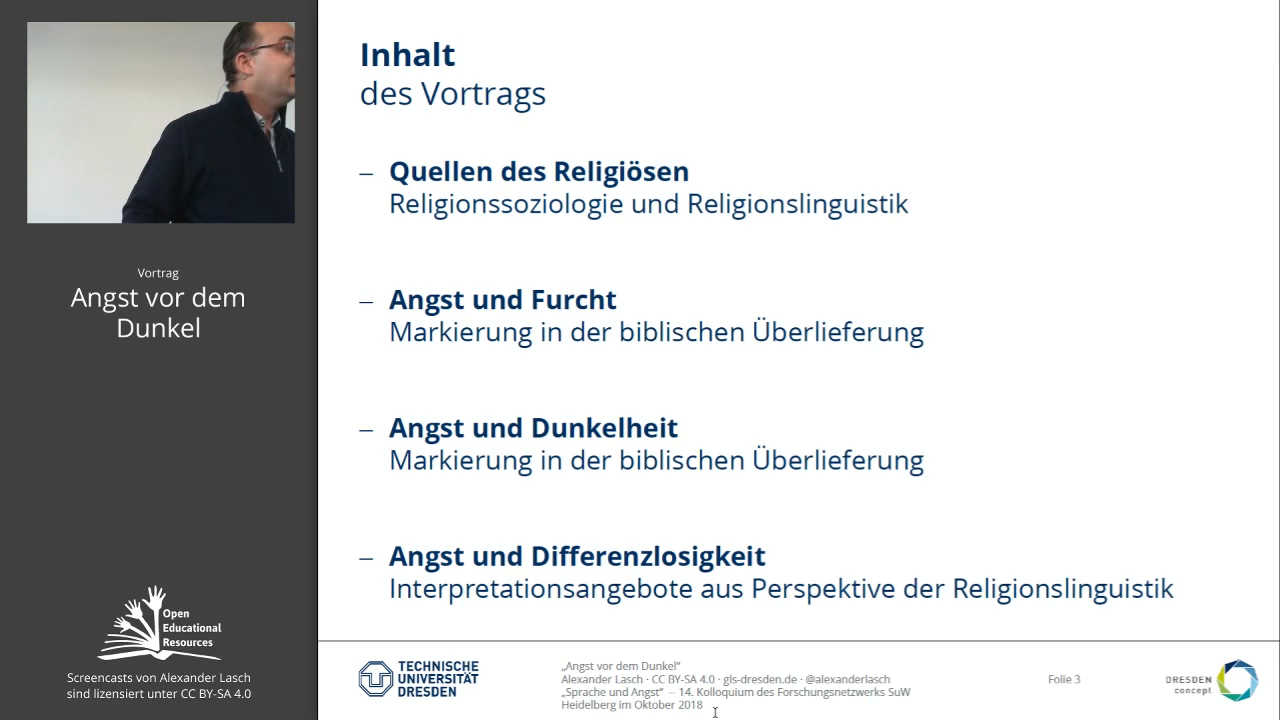 Vortrag
Angst vor dem
Dunkel
Open
Educational
Resources
Screencasts von Alexander Lasch
sind lizensiert unter CC BY-SA 4.0
Inhalt
des Vortrags
– Quellen des Religiösen
Religionssoziologie und Religionslinguistik
– Angst und Furcht
Markierung in der biblischen Überlieferung
– Angst und Dunkelheit
Markierung in der biblischen Überlieferung
– Angst und Differenzlosigkeit
Interpretationsangebote aus Perspektive der Religionslinguistik
TECHNISCHE
UNIVERSITÄT
DRESDEN
„Angst vor dem Dunkel“
Alexander Lasch · CC BY-SA 4.0 · gls-dresden.de · @alexanderlasch
„Sprache und Angst“ -- 14. Kolloquium des Forschungsnetzwerks SuW
Heidelberg im Oktober 2018
Folie 3
DRESDEN
concept